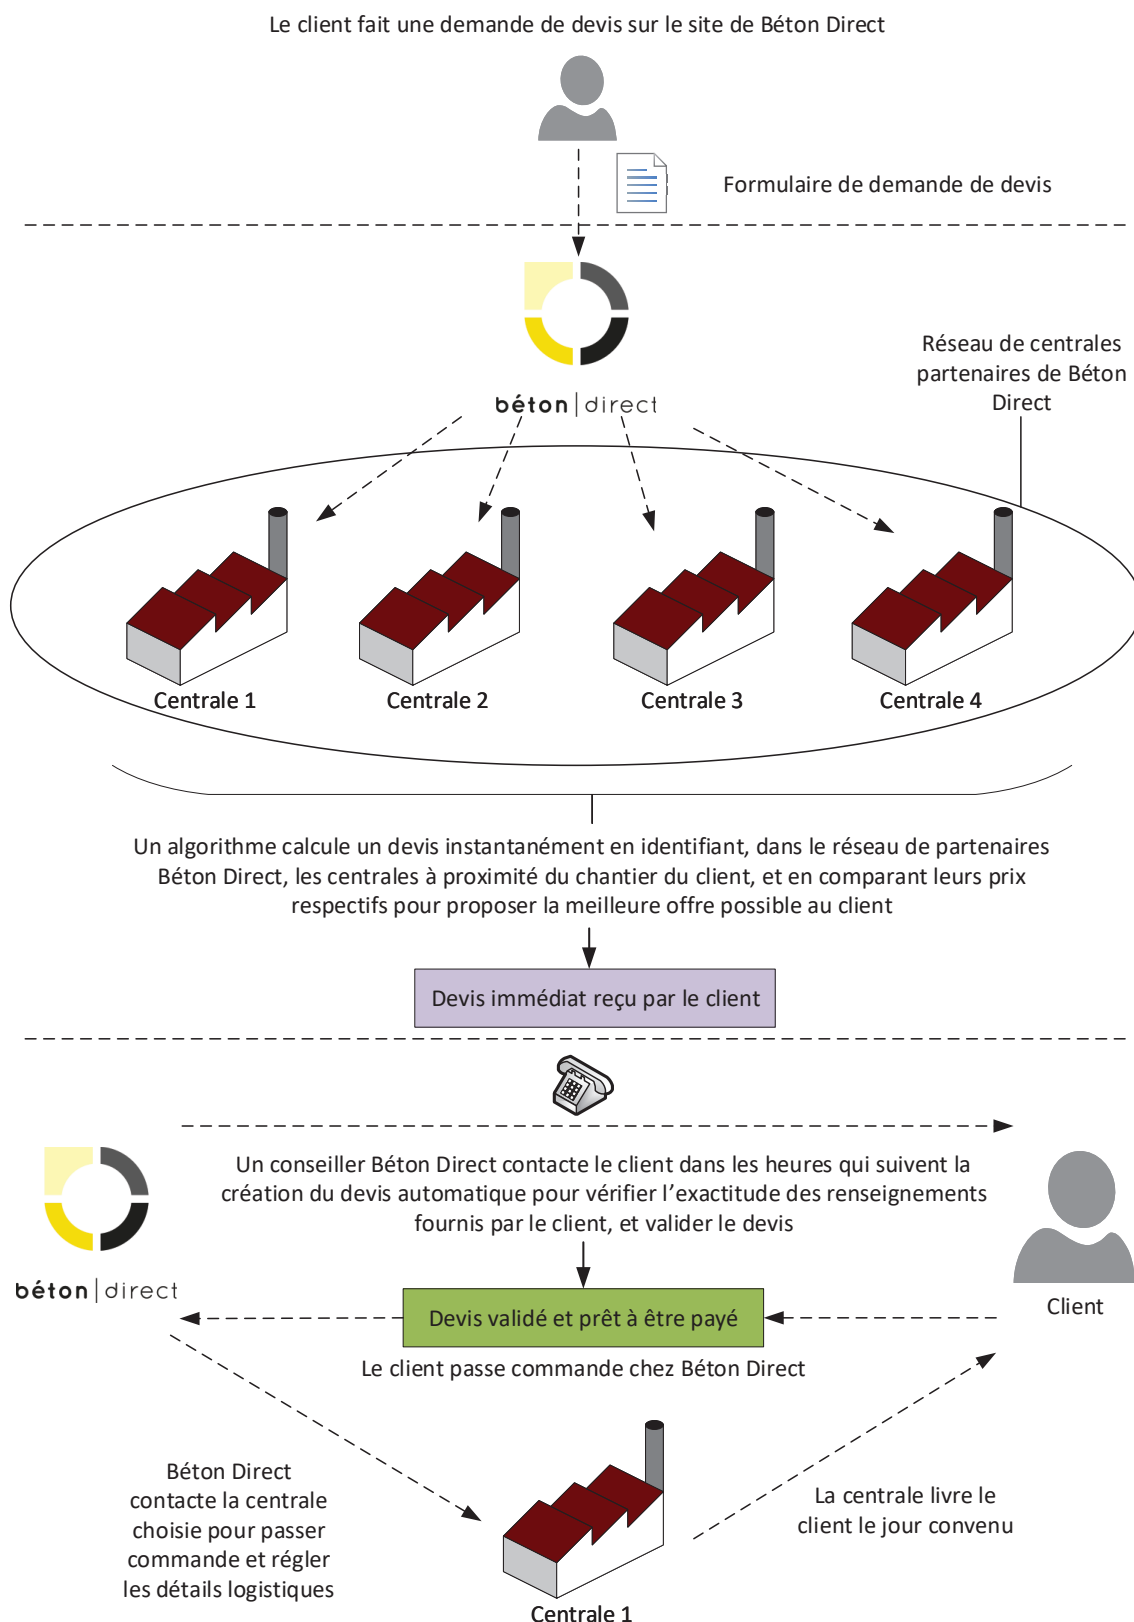 Le client fait une demande de devis sur le site de Béton Direct
Formulaire de demande de devis
béton|direct
Réseau de centrales
partenaires de Béton
Direct
Centrale 1
Centrale 2
Centrale 3
Centrale 4
Un algorithme calcule un devis instantanément en identifiant, dans le réseau de partenaires
Béton Direct, les centrales à proximité du chantier du client, et en comparant leurs prix
respectifs pour proposer la meilleure offre possible au client
Devis immédiat reçu par le client
Un conseiller Béton Direct contacte le client dans les heures qui suivent la
création du devis automatique pour vérifier l’exactitude des renseignements
fournis par le client, et valider le devis
béton|direct
Client
Devis validé et prêt à être payé
Le client passe commande chez Béton Direct
Béton Direct
contacte la centrale
choisie pour passer
commande et régler
les détails logistiques
La centrale livre le
client le jour convenu
Centrale 1